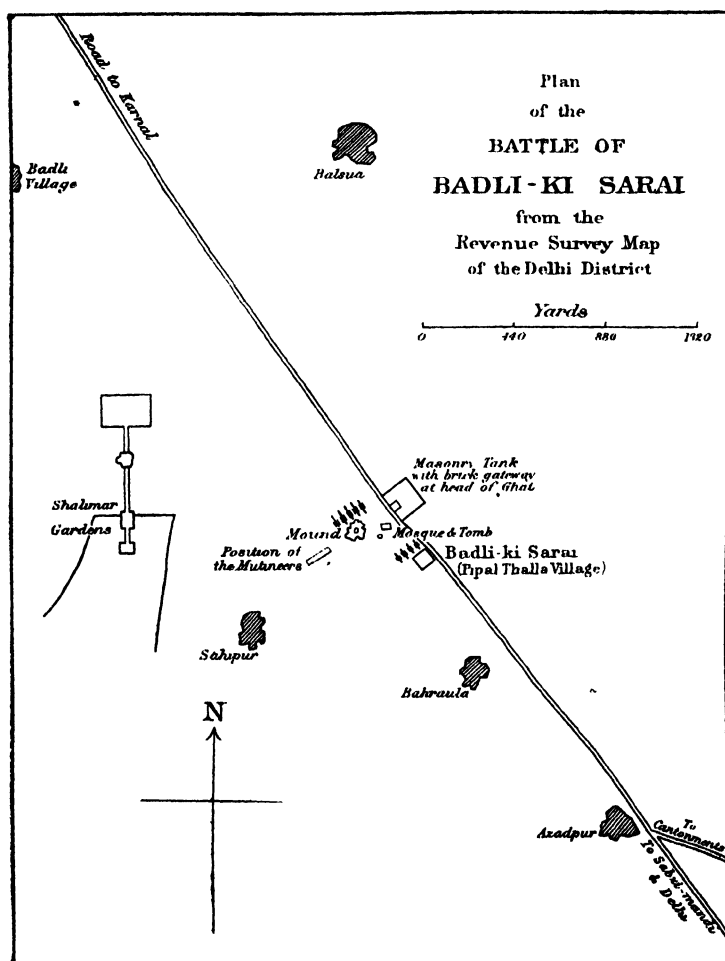 Road to Karnal
Plan
of the
BATTLE OF
BADLI-KI SARAI
from the
Revenue Survey Map
of the Delhi District
Yards
0 440 880 1320
Badli
Village
Balsua
Masonry Tank
with brick gateway
at head of Ghat
Shalimar
Gardens
Mound
Mosque & Tomb
Position of
the Mutineers
Badli-ki Sarai
(Pipal Thalla Village)
Sahipur
Bahraula
N
Azadpur
To
Cantonments
To Sabzi-mandi
& Delhi